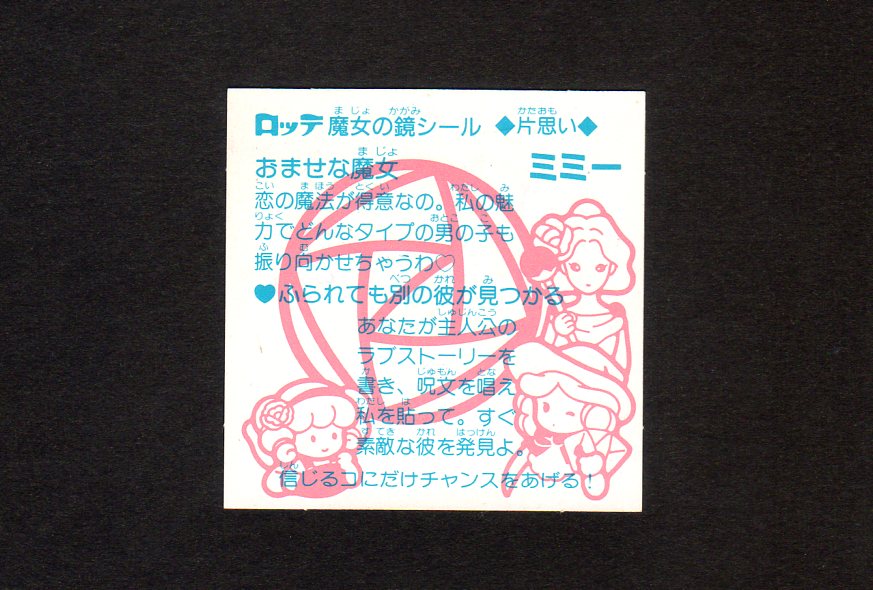 ロッテ 魔女の鏡シール ◆片思い◆
おませな魔女 ミミー
恋の魔法が得意なの。私の魅
力でどんなタイプの男の子も
振り向かせちゃうわ♡
♥ふられても別の彼が見つかる
あなたが主人公の
ラブストーリーを
書き、呪文を唱え
私を貼って。すぐ
素敵な彼を発見よ。
信じるコにだけチャンスをあげる!